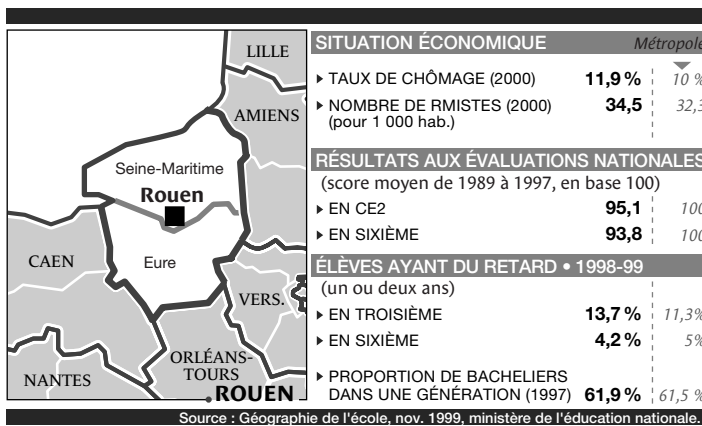 LILLE
AMIENS
Seine-Maritime
Rouen
CAEN
Eure
VERS.
ORLÉANS-
TOURS
NANTES
ROUEN
SITUATION ÉCONOMIQUE Métropole
TAUX DE CHÔMAGE (2000) 11,9 % 10 %
NOMBRE DE RMISTES (2000) 34,5 32,3
(pour 1 000 hab.)
RÉSULTATS AUX ÉVALUATIONS NATIONALES
(score moyen de 1989 à 1997, en base 100)
EN CE2 95,1 100
EN SIXIÈME 93,8 100
ÉLÈVES AYANT DU RETARD • 1998-99
(un ou deux ans)
EN TROISIÈME 13,7 % 11,3%
EN SIXIÈME 4,2 % 5%
PROPORTION DE BACHELIERS
DANS UNE GÉNÉRATION (1997) 61,9 % 61,5 %
Source : Géographie de l'école, nov. 1999, ministère de l'éducation nationale.